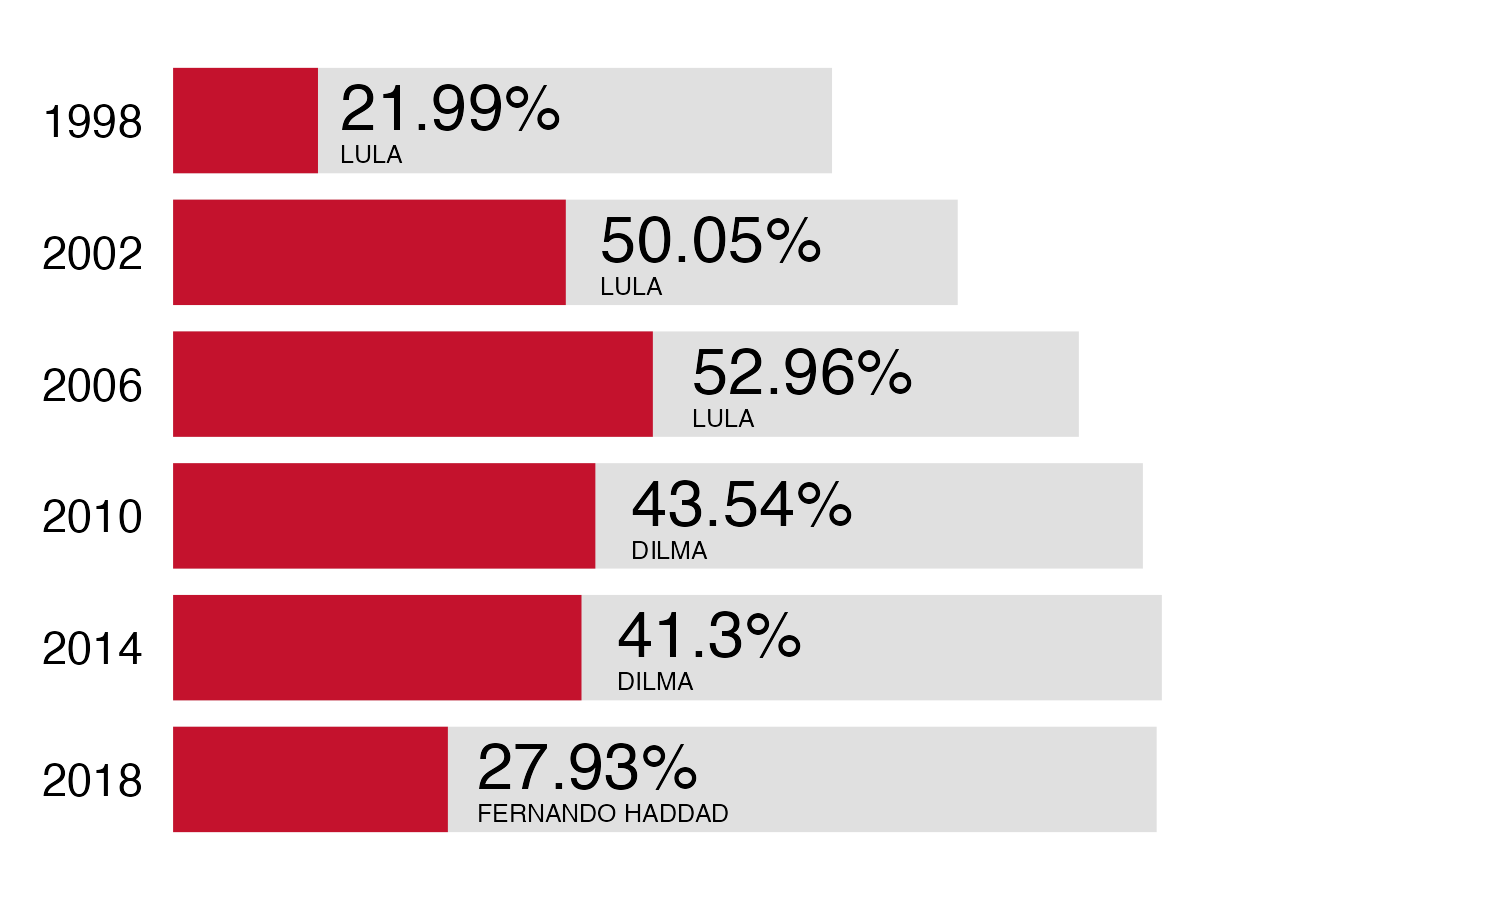 1998
21.99%
LULA
2002
50.05%
LULA
2006
52.96%
LULA
2010
43.54%
DILMA
2014
41.3%
DILMA
2018
27.93%
FERNANDO HADDAD